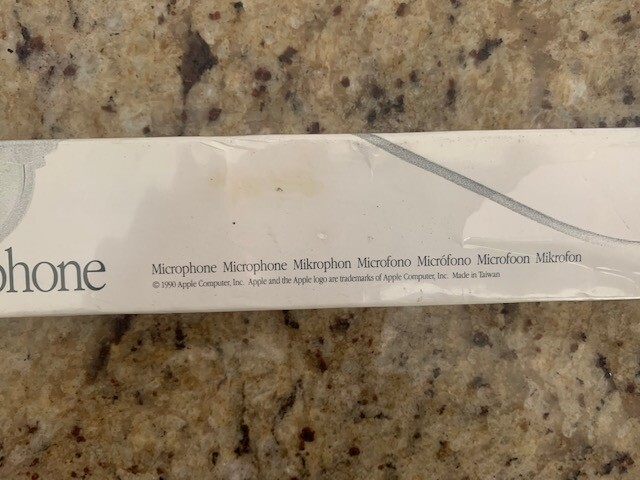 phone
Microphone Microphone Mikrophon Microfono Micrófono Microfoon Mikrofon
© 1990 Apple Computer, Inc. Apple and the Apple logo are trademarks of Apple Computer, Inc. Made in Taiwan